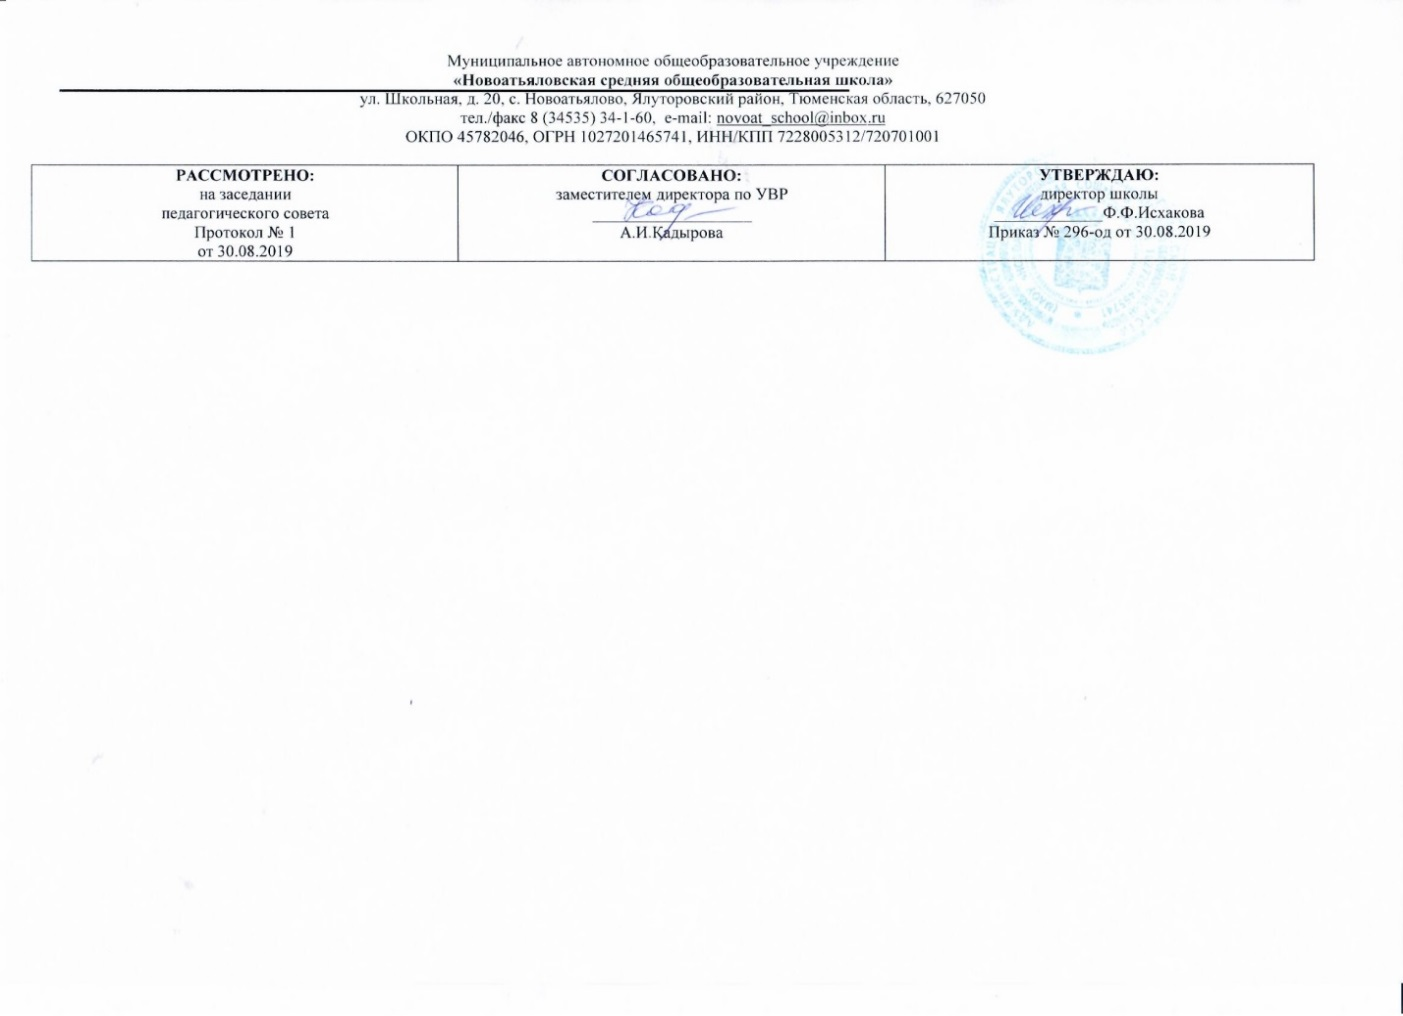 Муниципальное автономное общеобразовательное учреждение
«Новоатьяловская средняя общеобразовательная школа»
ул. Школьная, д. 20, с. Новоатьялово, Ялуторовский район, Тюменская область, 627050
тел./факс 8 (34535) 34-1-60, e-mail: novoat_school@inbox.ru
ОКПО 45782046, ОГРН 1027201465741, ИНН/КПП 7228005312/720701001
РАССМОТРЕНО:
на заседании
педагогического совета
Протокол № 1
от 30.08.2019
СОГЛАСОВАНО:
заместителем директора по УВР
А.И.Кадырова
УТВЕРЖДАЮ:
директор школы
Ф.Ф.Исхакова
Приказ № 296-од от 30.08.2019